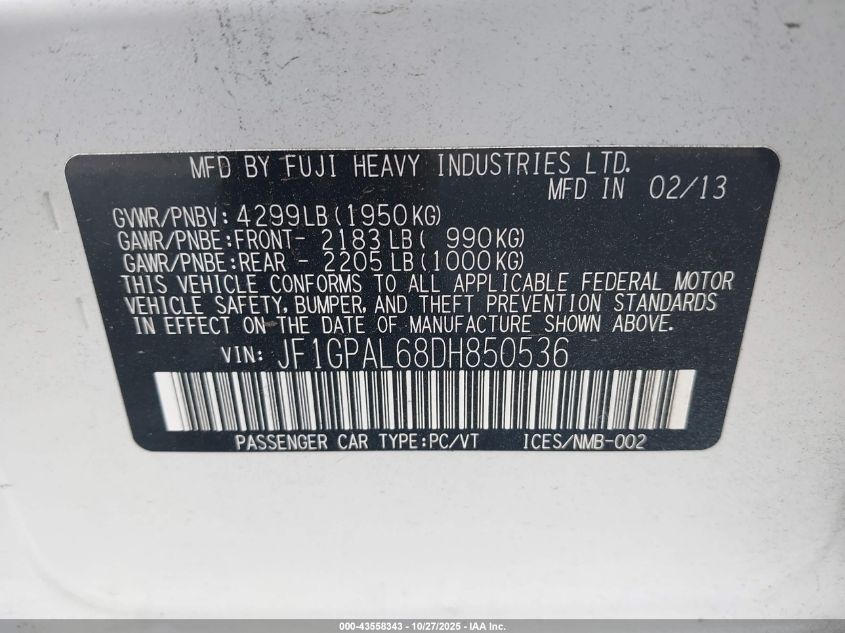 MFD BY FUJI HEAVY INDUSTRIES LTD.
MFD IN 02/13
GVWR/PNBV: 4299LB(1950KG)
GAWR/PNBE:FRONT- 2183LB( 990KG)
GAWR/PNBE:REAR - 2205LB(1000KG)
THIS VEHICLE CONFORMS TO ALL APPLICABLE FEDERAL MOTOR
VEHICLE SAFETY, BUMPER, AND THEFT PREVENTION STANDARDS
IN EFFECT ON THE DATE OF MANUFACTURE SHOWN ABOVE.
VIN: JF1GPAL68DH850536
PASSENGER CAR TYPE:PC/VT ICES/NMB-002
000-43558343 | 10/27/2025 - IAA Inc.